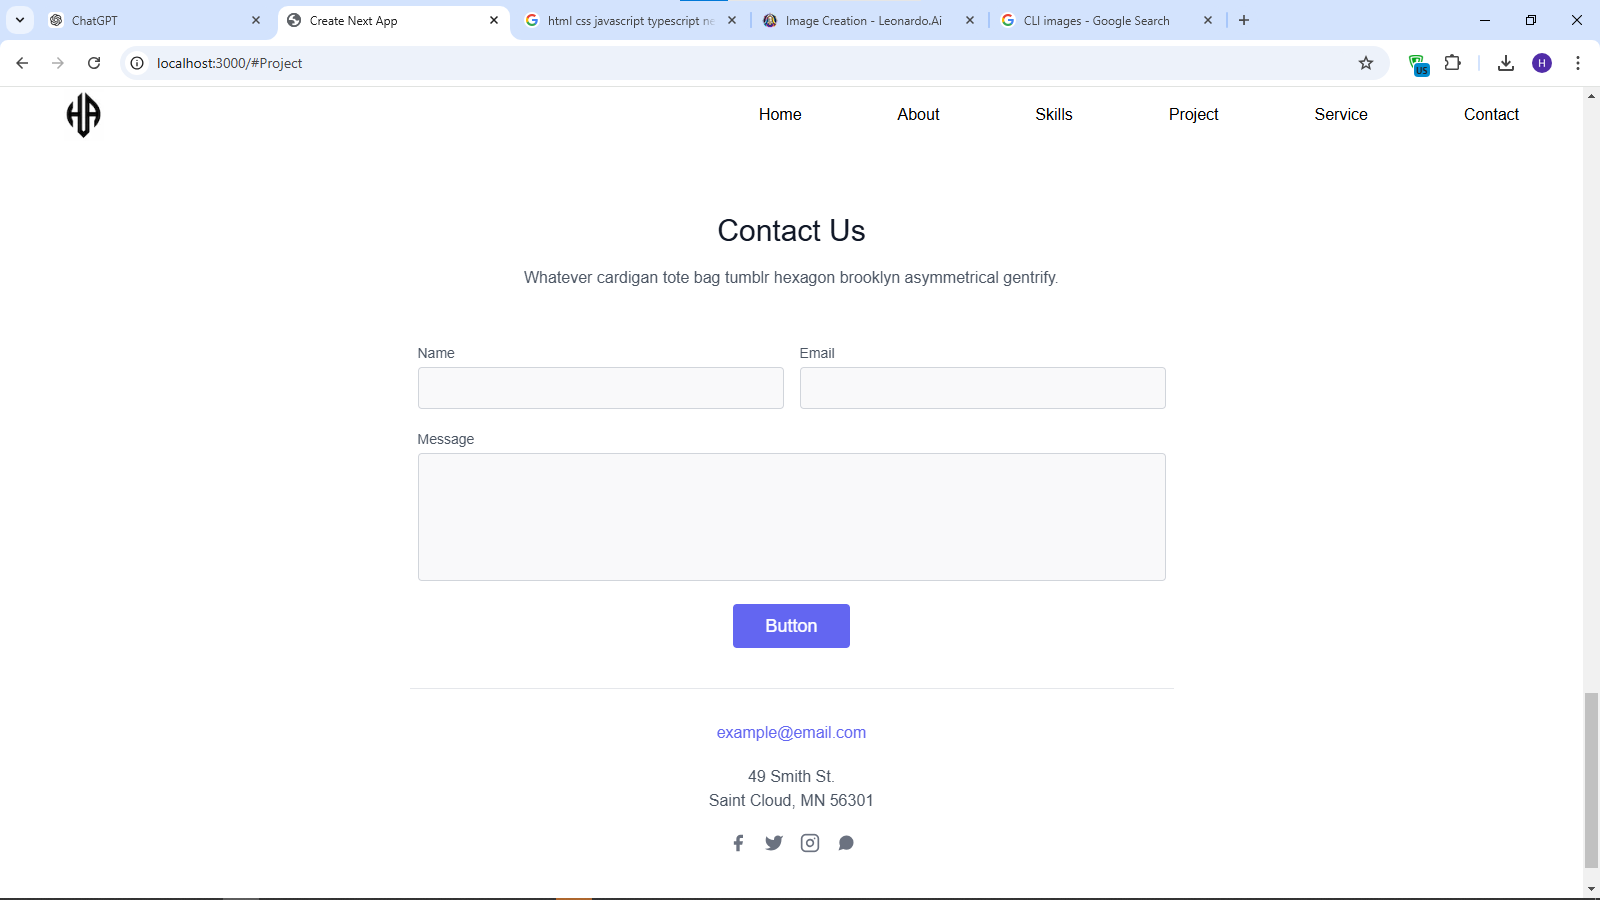 ChatGPT
Create Next App
html css javascript typescript ne
Image Creation - Leonardo.Ai
CLI images - Google Search
localhost:3000/#Project
US
H
HA
Home
About
Skills
Project
Service
Contact
Contact Us
Whatever cardigan tote bag tumblr hexagon brooklyn asymmetrical gentrify.
Name
Email
Message
Button
example@email.com
49 Smith St.
Saint Cloud, MN 56301